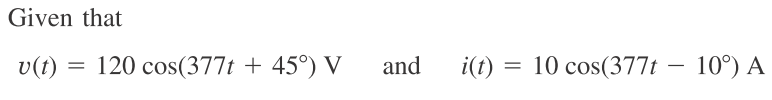 Given that
v(t) = 120 cos(377t + 45°) V and i(t) = 10 cos(377t − 10°) A